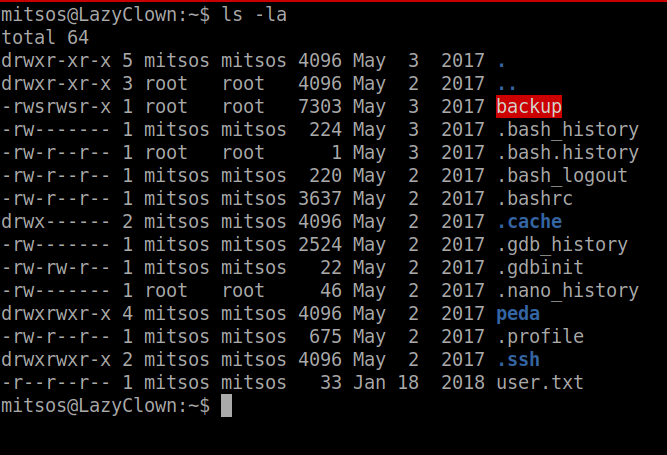 mitsos@LazyClown:~$ ls -la
total 64
drwxr-xr-x 5 mitsos mitsos 4096 May  3  2017 .
drwxr-xr-x 3 root   root   4096 May  2  2017 ..
-rwsrwsr-x 1 root   root   7303 May  3  2017 backup
-rw------- 1 mitsos mitsos  224 May  3  2017 .bash_history
-rw-r--r-- 1 root   root      1 May  3  2017 .bash.history
-rw-r--r-- 1 mitsos mitsos  220 May  2  2017 .bash_logout
-rw-r--r-- 1 mitsos mitsos 3637 May  2  2017 .bashrc
drwx------ 2 mitsos mitsos 4096 May  2  2017 .cache
-rw------- 1 mitsos mitsos 2524 May  2  2017 .gdb_history
-rw-rw-r-- 1 mitsos mitsos   22 May  2  2017 .gdbinit
-rw------- 1 root   root     46 May  2  2017 .nano_history
drwxrwxr-x 4 mitsos mitsos 4096 May  2  2017 peda
-rw-r--r-- 1 mitsos mitsos  675 May  2  2017 .profile
drwxrwxr-x 2 mitsos mitsos 4096 May  2  2017 .ssh
-r--r--r-- 1 mitsos mitsos   33 Jan 18  2018 user.txt
mitsos@LazyClown:~$